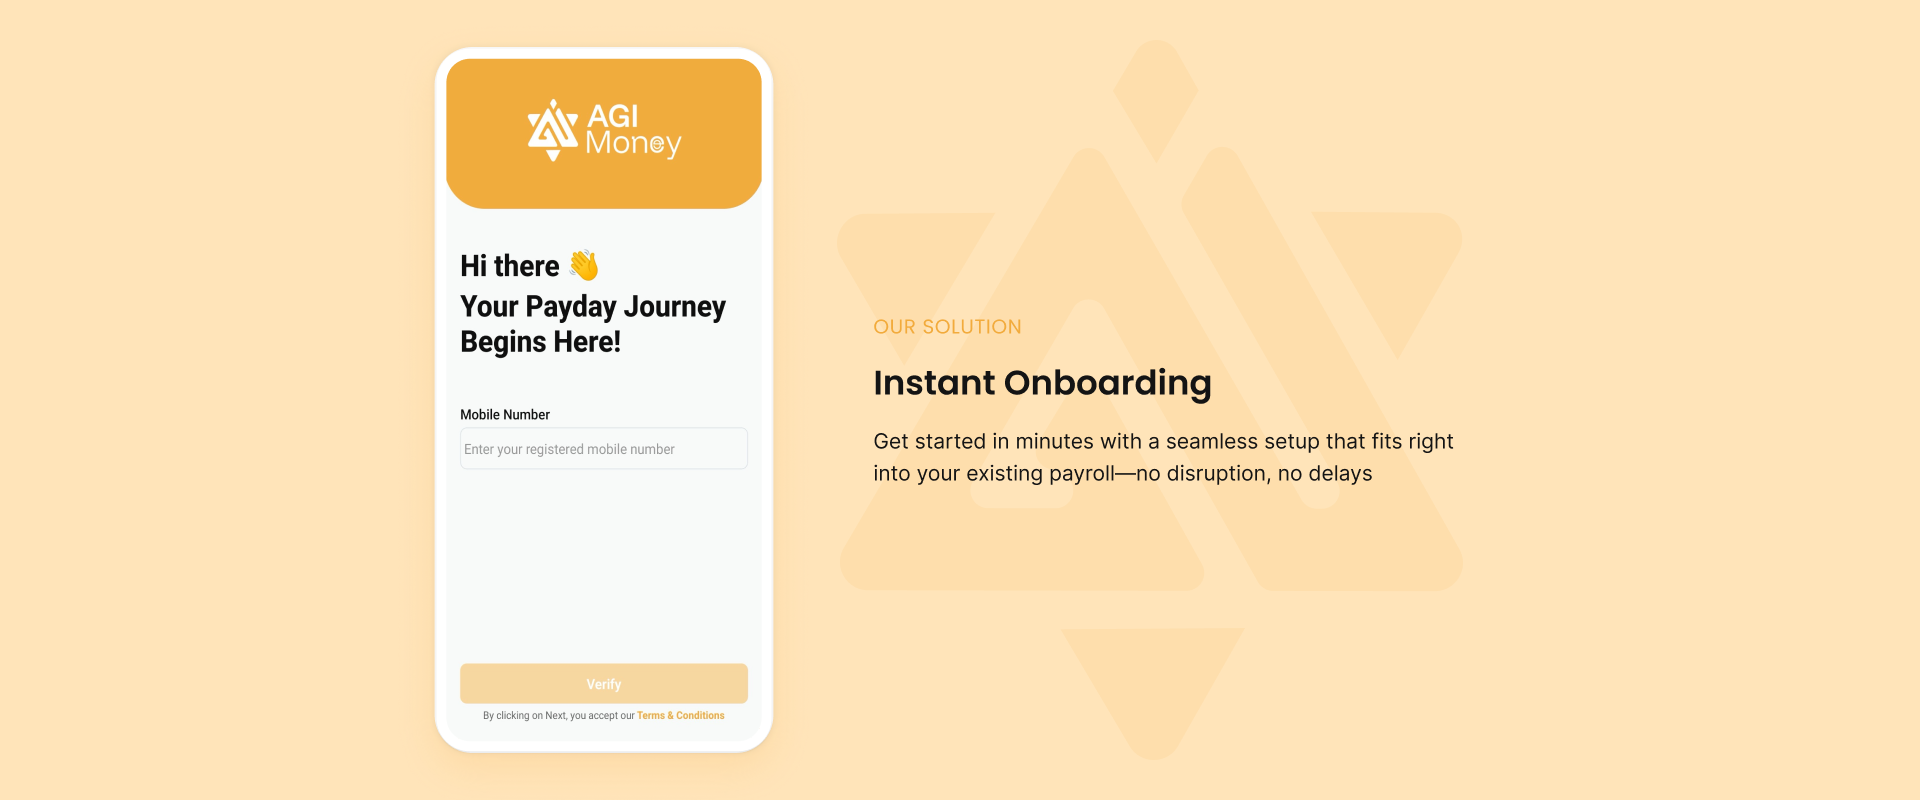 AGI
Money
Hi there 👋
Your Payday Journey
Begins Here!
Mobile Number
Enter your registered mobile number
Verify
By clicking on Next, you accept our Terms & Conditions
OUR SOLUTION
Instant Onboarding
Get started in minutes with a seamless setup that fits right
into your existing payroll—no disruption, no delays